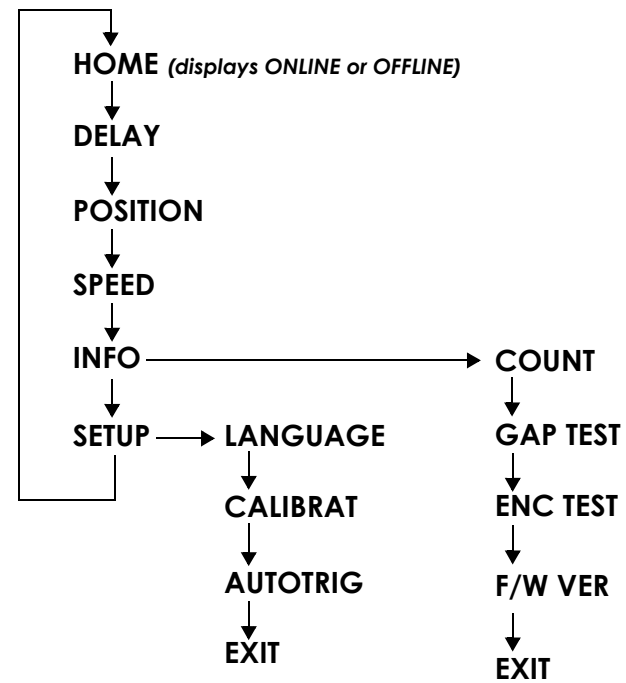 HOME (displays ONLINE or OFFLINE)
DELAY
POSITION
SPEED
INFO
COUNT
SETUP
LANGUAGE
GAP TEST
CALIBRAT
ENC TEST
AUTOTRIG
F/W VER
EXIT
EXIT